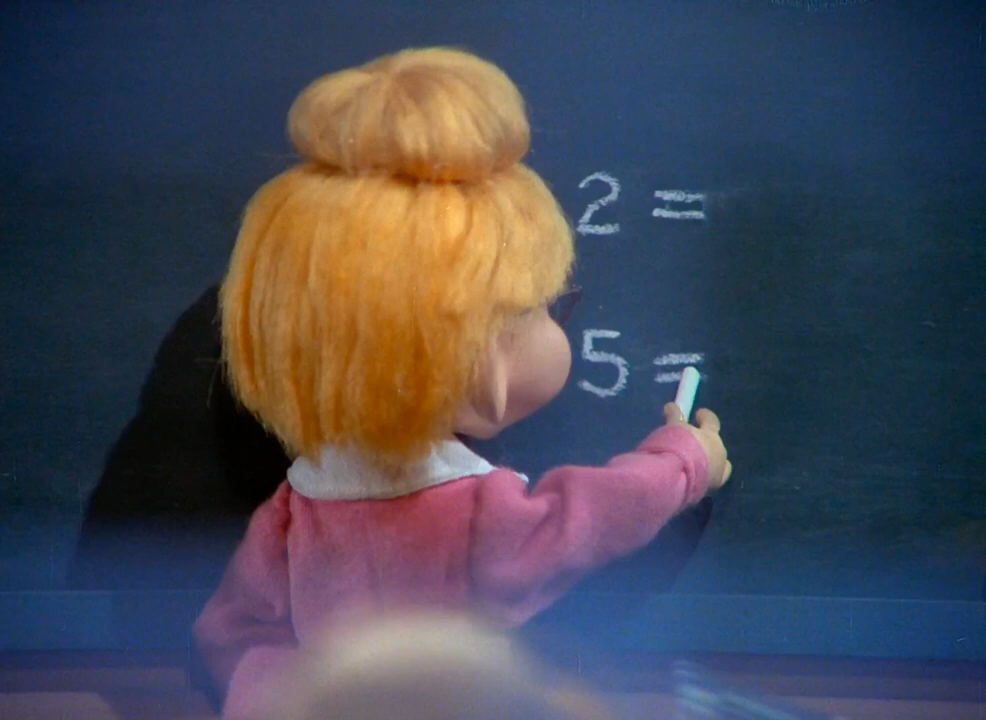 2 =
5 =